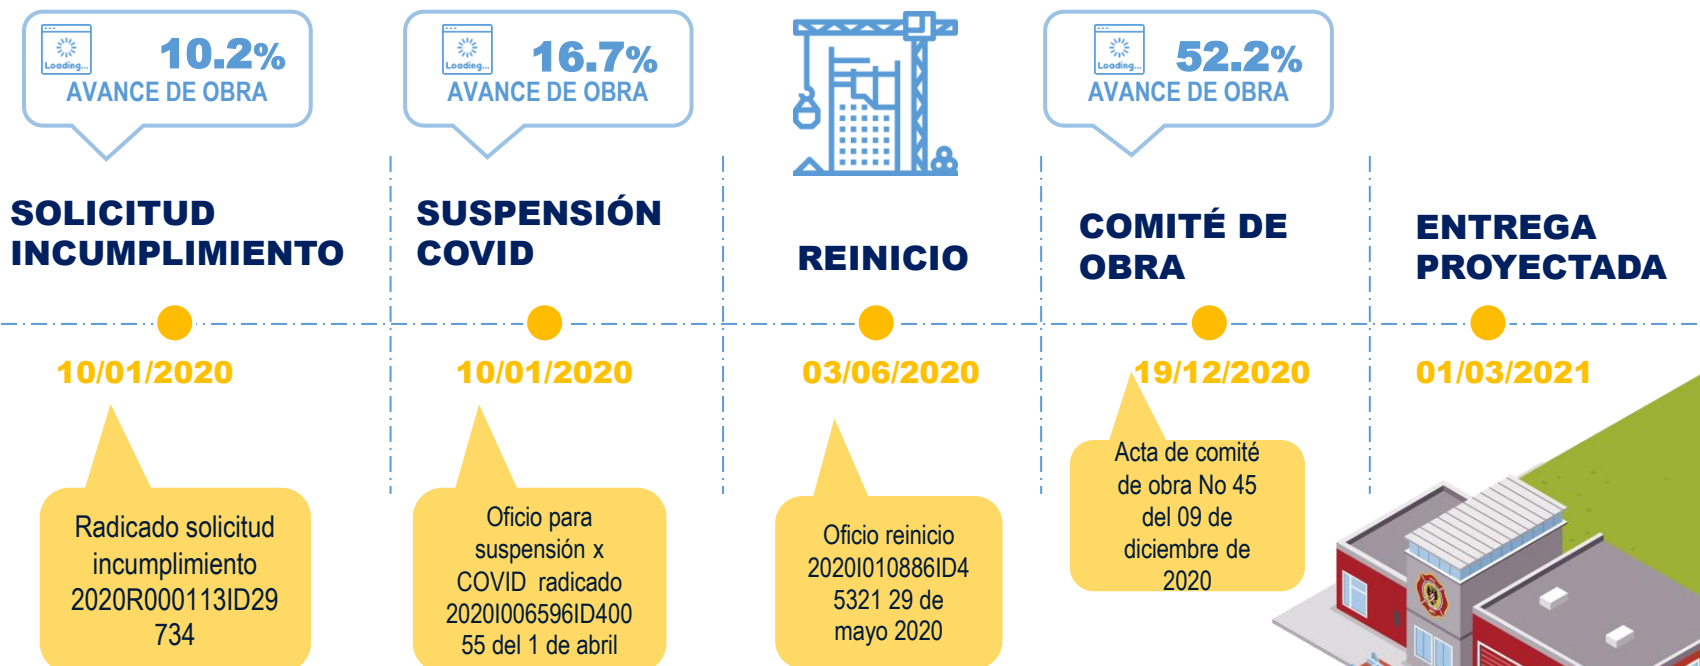 Loading...
10.2%
AVANCE DE OBRA
Loading...
16.7%
AVANCE DE OBRA
Loading...
52.2%
AVANCE DE OBRA
SOLICITUD
INCUMPLIMIENTO
SUSPENSIÓN
COVID
REINICIO
COMITÉ DE
OBRA
ENTREGA
PROYECTADA
10/01/2020
10/01/2020
03/06/2020
19/12/2020
01/03/2021
Radicado solicitud
incumplimiento
2020R000113ID29
734
Oficio para
suspensión x
COVID radicado
2020I006596ID400
55 del 1 de abril
Oficio reinicio
2020I010886ID4
5321 29 de
mayo 2020
Acta de comité
de obra No 45
del 09 de
diciembre de
2020